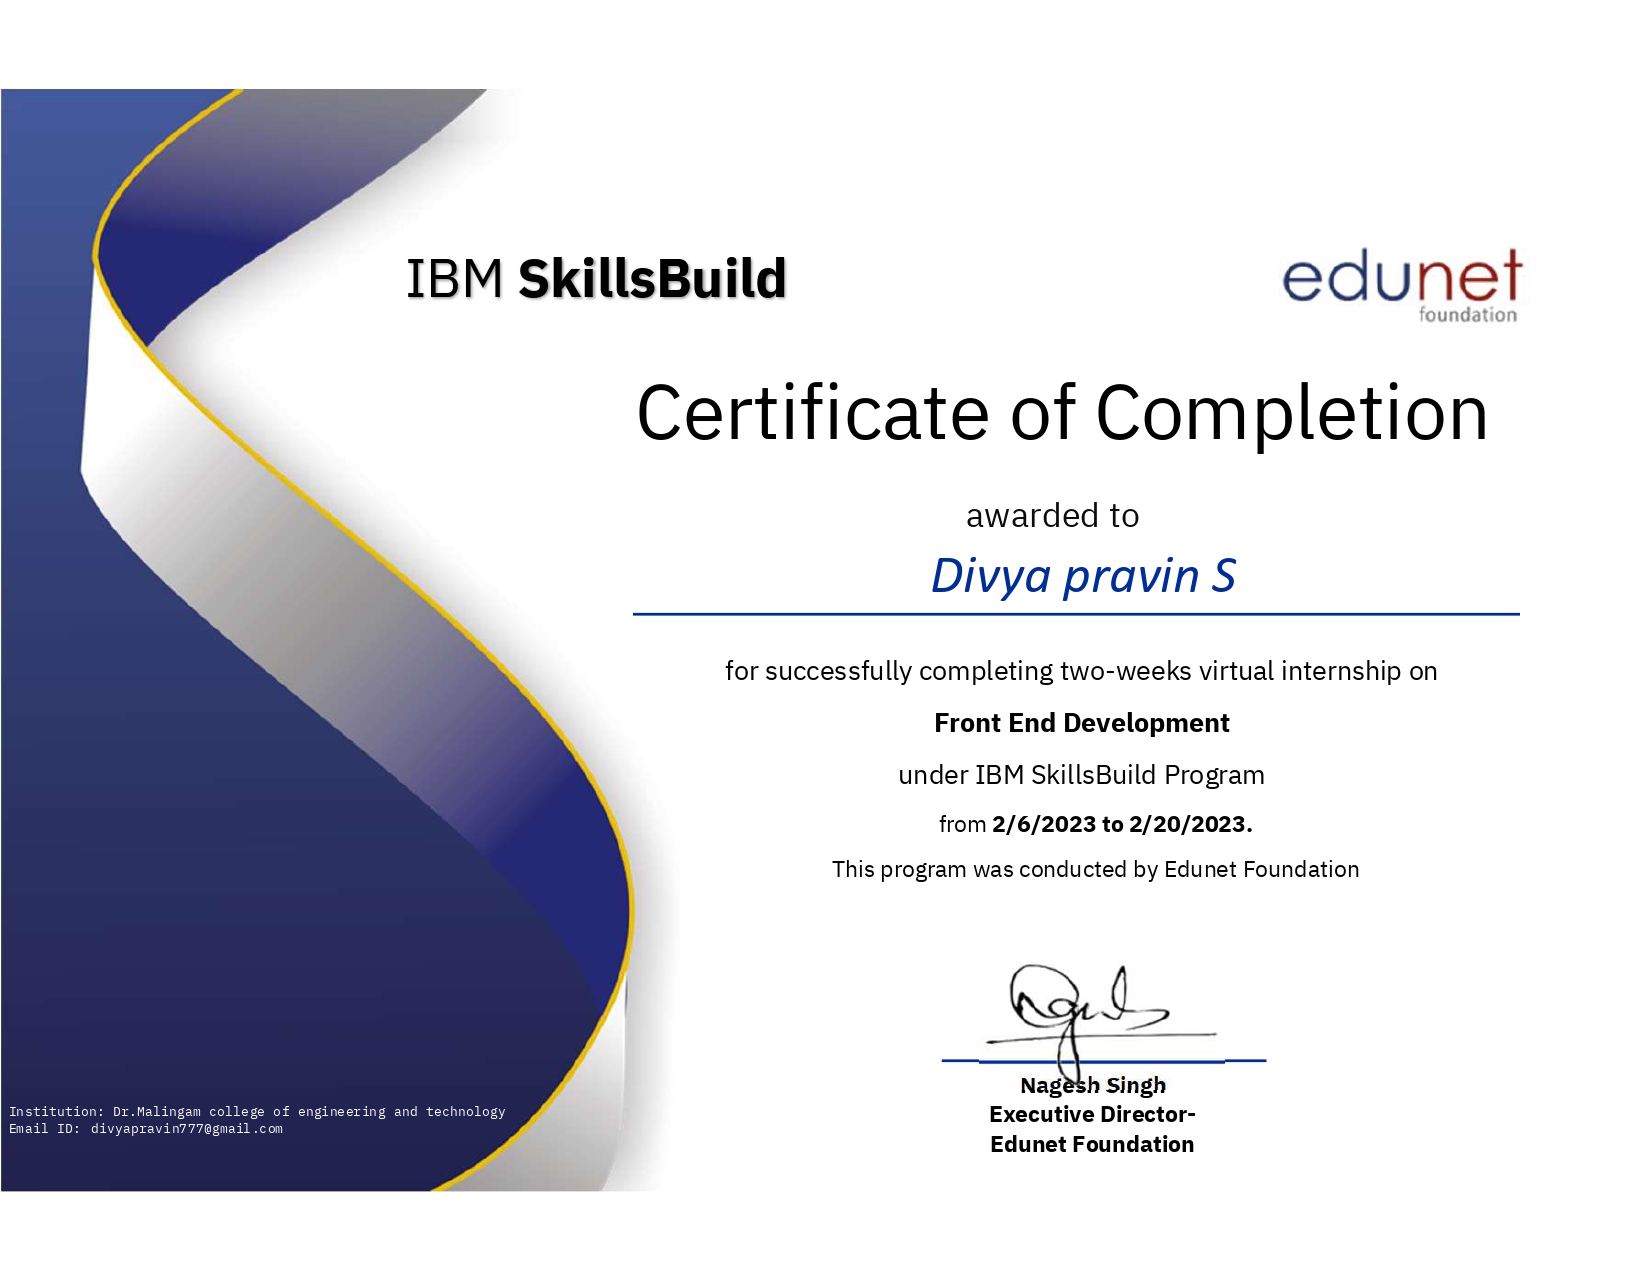 IBM SkillsBuild
edunet
foundation
Certificate of Completion
awarded to
Divya pravin S
for successfully completing two-weeks virtual internship on
Front End Development
under IBM SkillsBuild Program
from 2/6/2023 to 2/20/2023.
This program was conducted by Edunet Foundation
Nagesh Singh
Executive Director-
Edunet Foundation
Institution: Dr.Malingam college of engineering and technology
Email ID: divyapravin777@gmail.com